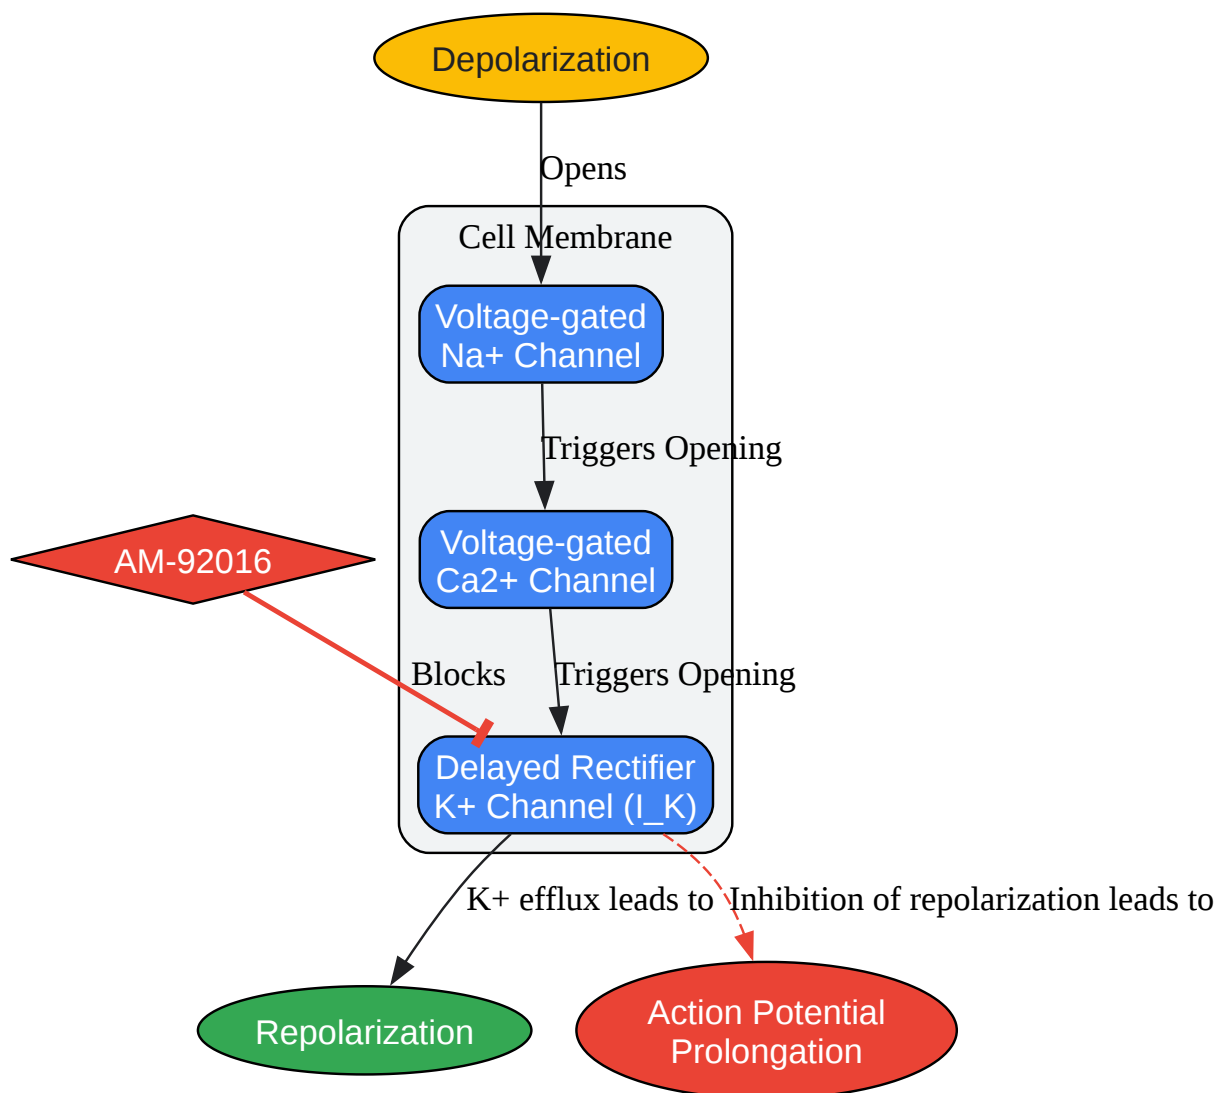 Depolarization
Opens
Cell Membrane
Voltage-gated
Na+ Channel
Triggers Opening
AM-92016
Voltage-gated
Ca2+ Channel
Blocks
Triggers Opening
Delayed Rectifier
K+ Channel (I_K)
K+ efflux leads to
Inhibition of repolarization leads to
Repolarization
Action Potential
Prolongation